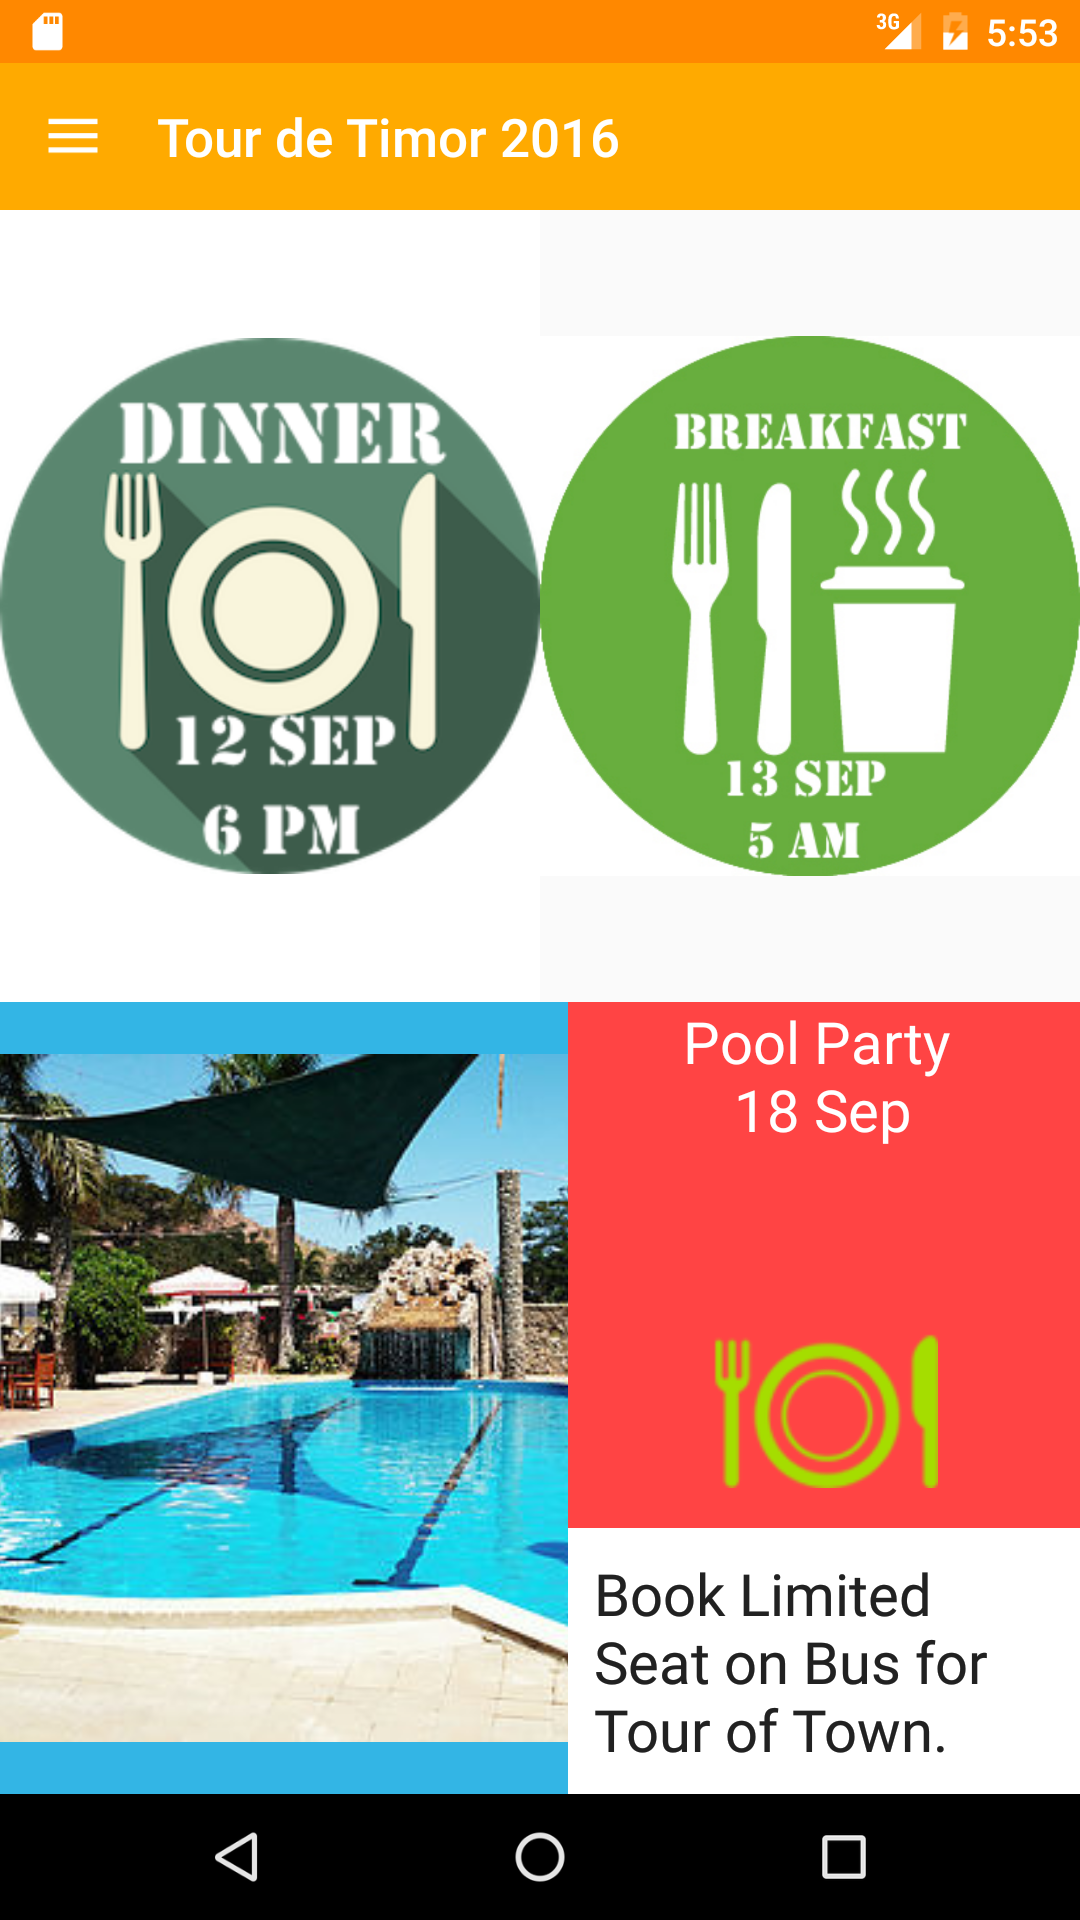 3G 5:53
Tour de Timor 2016
DINNER
12 SEP
6 PM
BREAKFAST
13 SEP
5 AM
Pool Party
18 Sep
Book Limited
Seat on Bus for
Tour of Town.